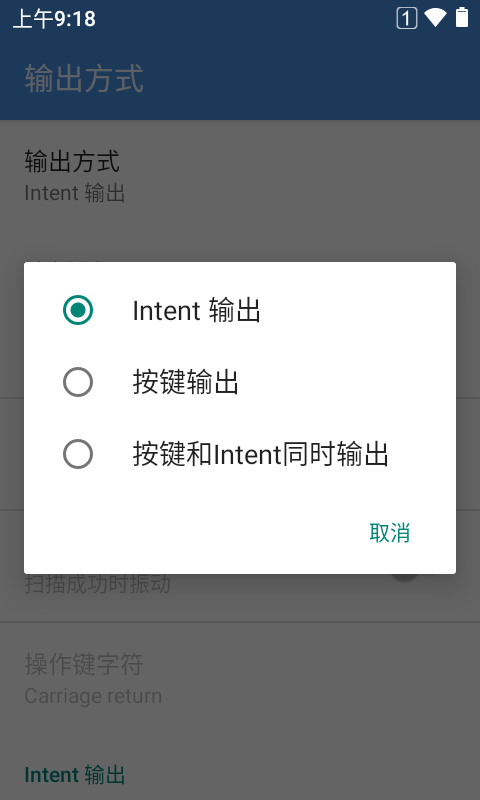 上午9:18
1
输出方式
输出方式
Intent 输出
Intent 输出
按键输出
按键和Intent同时输出
取消
扫描成功时振动
操作键字符
Carriage return
Intent 输出